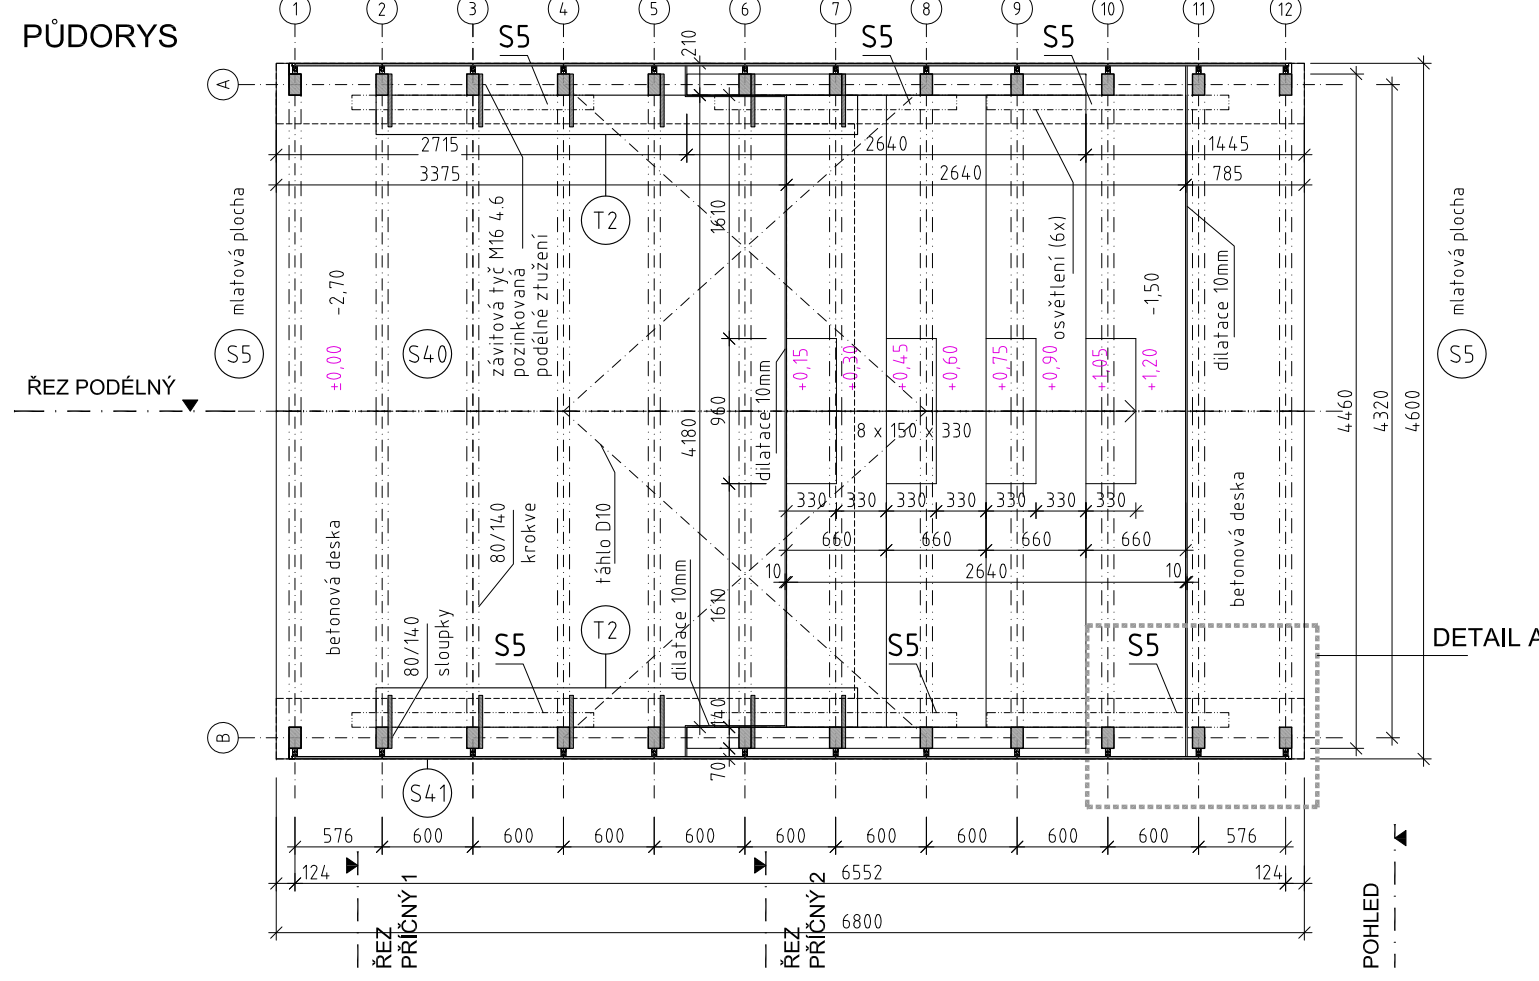 PŮDORYS
1 2 3 4 5 6 7 8 9 10 11 12
S5 S5 S5
210
A
2715 2640 1445
3375 2640 785
T2
mlatová plocha
S5
-2,70
±0,00
S40
závitová tyč M16 4.6
pozinkovaná
podélné ztužení
1610
960
4180
1610
140
70
dilatace 10mm
osvětlení (6x)
-1,50
dilatace 10mm
mlatová plocha
S5
+0,15 +0,30 +0,45 +0,60 +0,75 +0,90 +1,05 +1,20
ŘEZ PODÉLNÝ
8 x 150 x 330
4460
4320
4600
330 330 330 330 330 330 330
660 660 660 660
10 2640 10
betonová deska
80/140
krokve
táhlo D10
betonová deska
80/140
sloupky
T2
dilatace 10mm
S5 S5 S5
DETAIL A
B
S41
576 600 600 600 600 600 600 600 600 600 576
124 6552 124
6800
ŘEZ
PŘÍČNÝ 1
ŘEZ
PŘÍČNÝ 2
POHLED